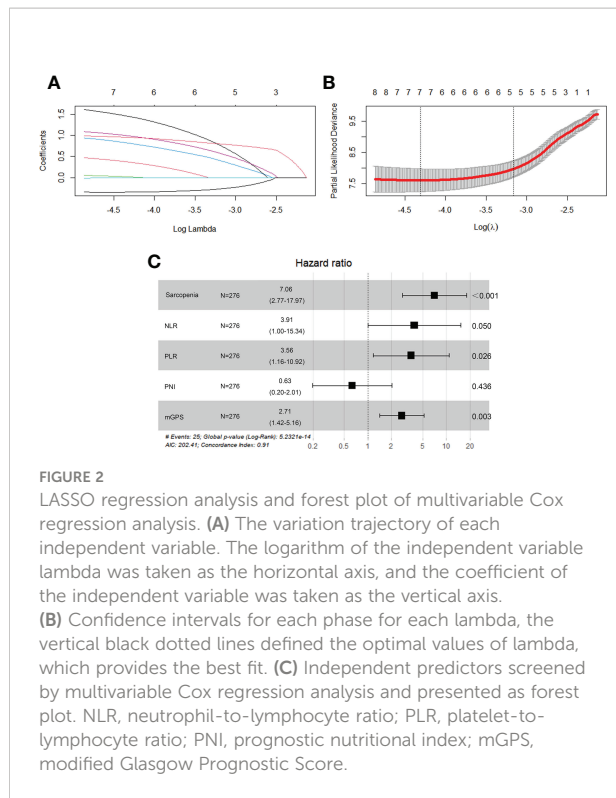 A
B
7 6 6 5 3
Coefficients
1.5
1.0
0.5
0.0
-4.5 -4.0 -3.5 -3.0 -2.5
Log Lambda
8 8 7 7 7 7 6 6 6 6 6 6 6 5 5 5 5 3 1 1
Partial Likelihood Deviance
9.5
8.5
7.5
-4.5 -4.0 -3.5 -3.0 -2.5
Log(λ)
C
Hazard ratio
Sarcopenia N=276 7.06 <0.001
(2.77-17.97)
NLR N=276 3.91 0.050
(1.00-15.34)
PLR N=276 3.56 0.026
(1.16-10.92)
PNI N=276 0.63 0.436
(0.20-2.01)
mGPS N=276 2.71 0.003
(1.42-5.16)
# Events: 25; Global p-value (Log-Rank): 5.2321e-14
AIC: 202.41; Concordance Index: 0.91
0.2 0.5 1 2 5 10 20
FIGURE 2
LASSO regression analysis and forest plot of multivariable Cox
regression analysis. (A) The variation trajectory of each
independent variable. The logarithm of the independent variable
lambda was taken as the horizontal axis, and the coefficient of
the independent variable was taken as the vertical axis.
(B) Confidence intervals for each phase for each lambda, the
vertical black dotted lines defined the optimal values of lambda,
which provides the best fit. (C) Independent predictors screened
by multivariable Cox regression analysis and presented as forest
plot. NLR, neutrophil-to-lymphocyte ratio; PLR, platelet-to-
lymphocyte ratio; PNI, prognostic nutritional index; mGPS,
modified Glasgow Prognostic Score.